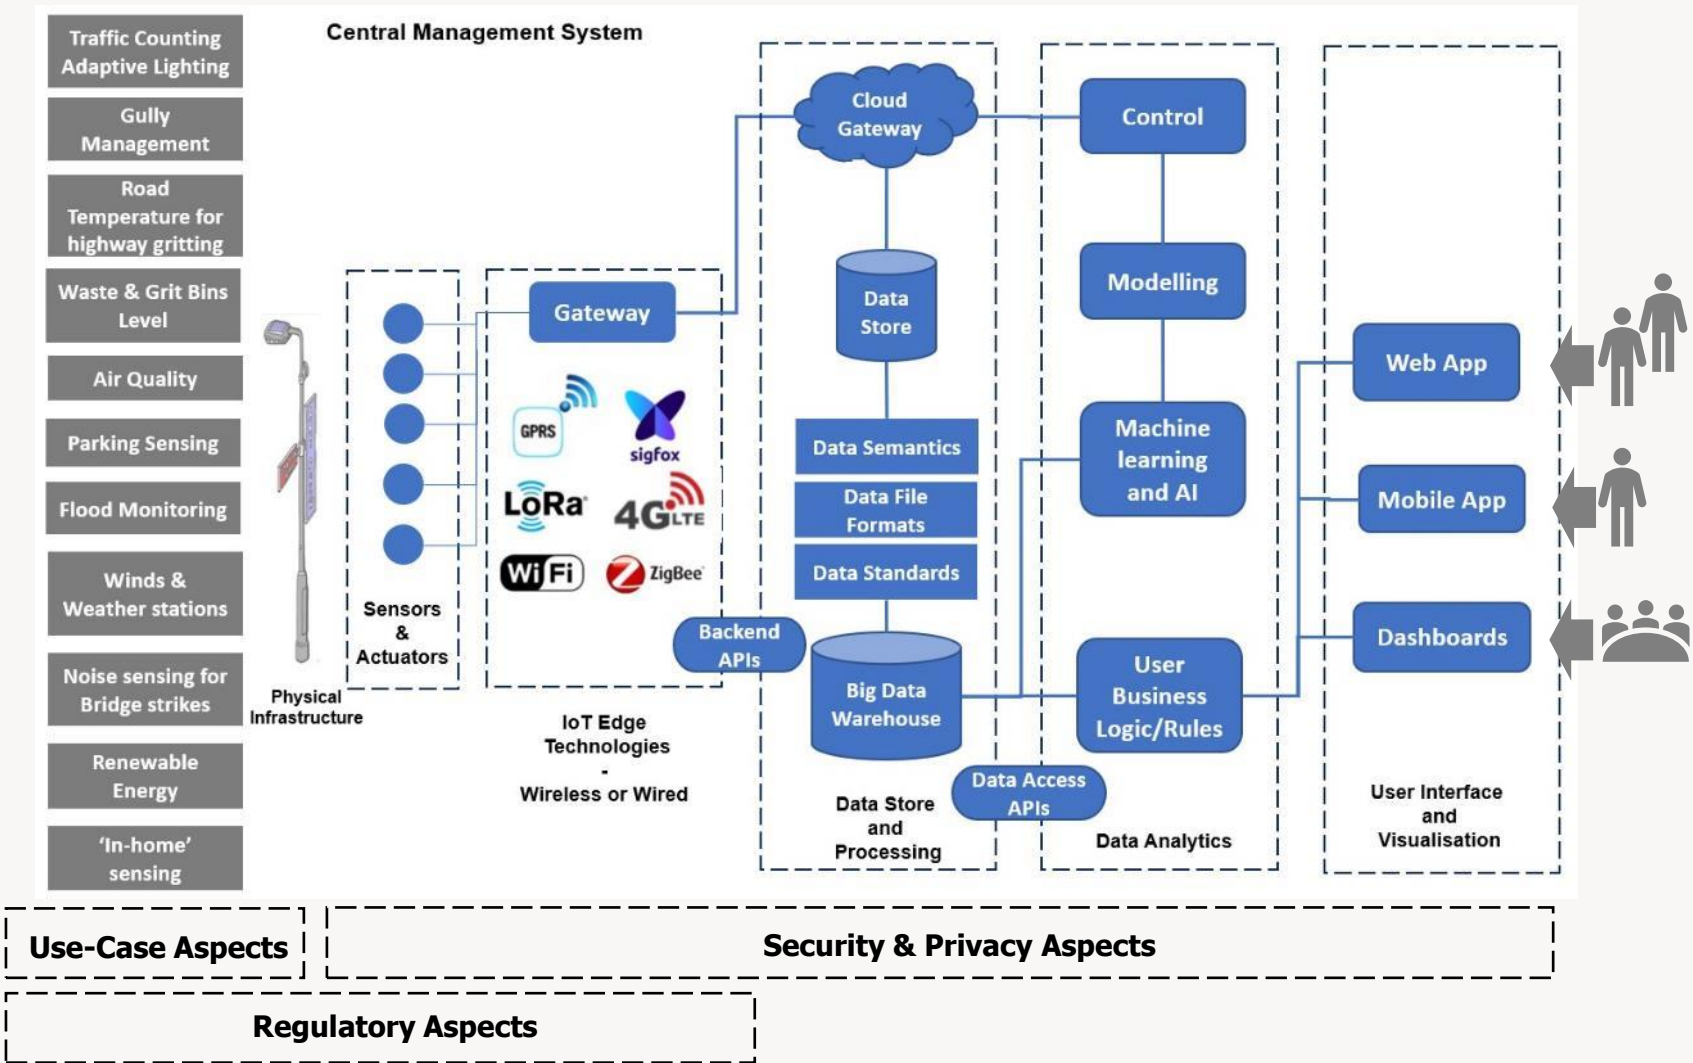 Central Management System
Traffic Counting
Adaptive Lighting
Gully
Management
Road
Temperature for
highway gritting
Waste & Grit Bins
Level
Air Quality
Parking Sensing
Flood Monitoring
Winds &
Weather stations
Noise sensing for
Bridge strikes
Renewable
Energy
'In-home'
sensing
Physical
Infrastructure
Sensors
&
Actuators
Gateway
GPRS
sigfox
LoRa
4G LTE
WiFi
ZigBee
IoT Edge
Technologies
-
Wireless or Wired
Backend
APIs
Cloud
Gateway
Data
Store
Data Semantics
Data File
Formats
Data Standards
Big Data
Warehouse
Data Store
and
Processing
Data Access
APIs
Control
Modelling
Machine
learning
and AI
User
Business
Logic/Rules
Data Analytics
Web App
Mobile App
Dashboards
User Interface
and
Visualisation
Use-Case Aspects
Security & Privacy Aspects
Regulatory Aspects